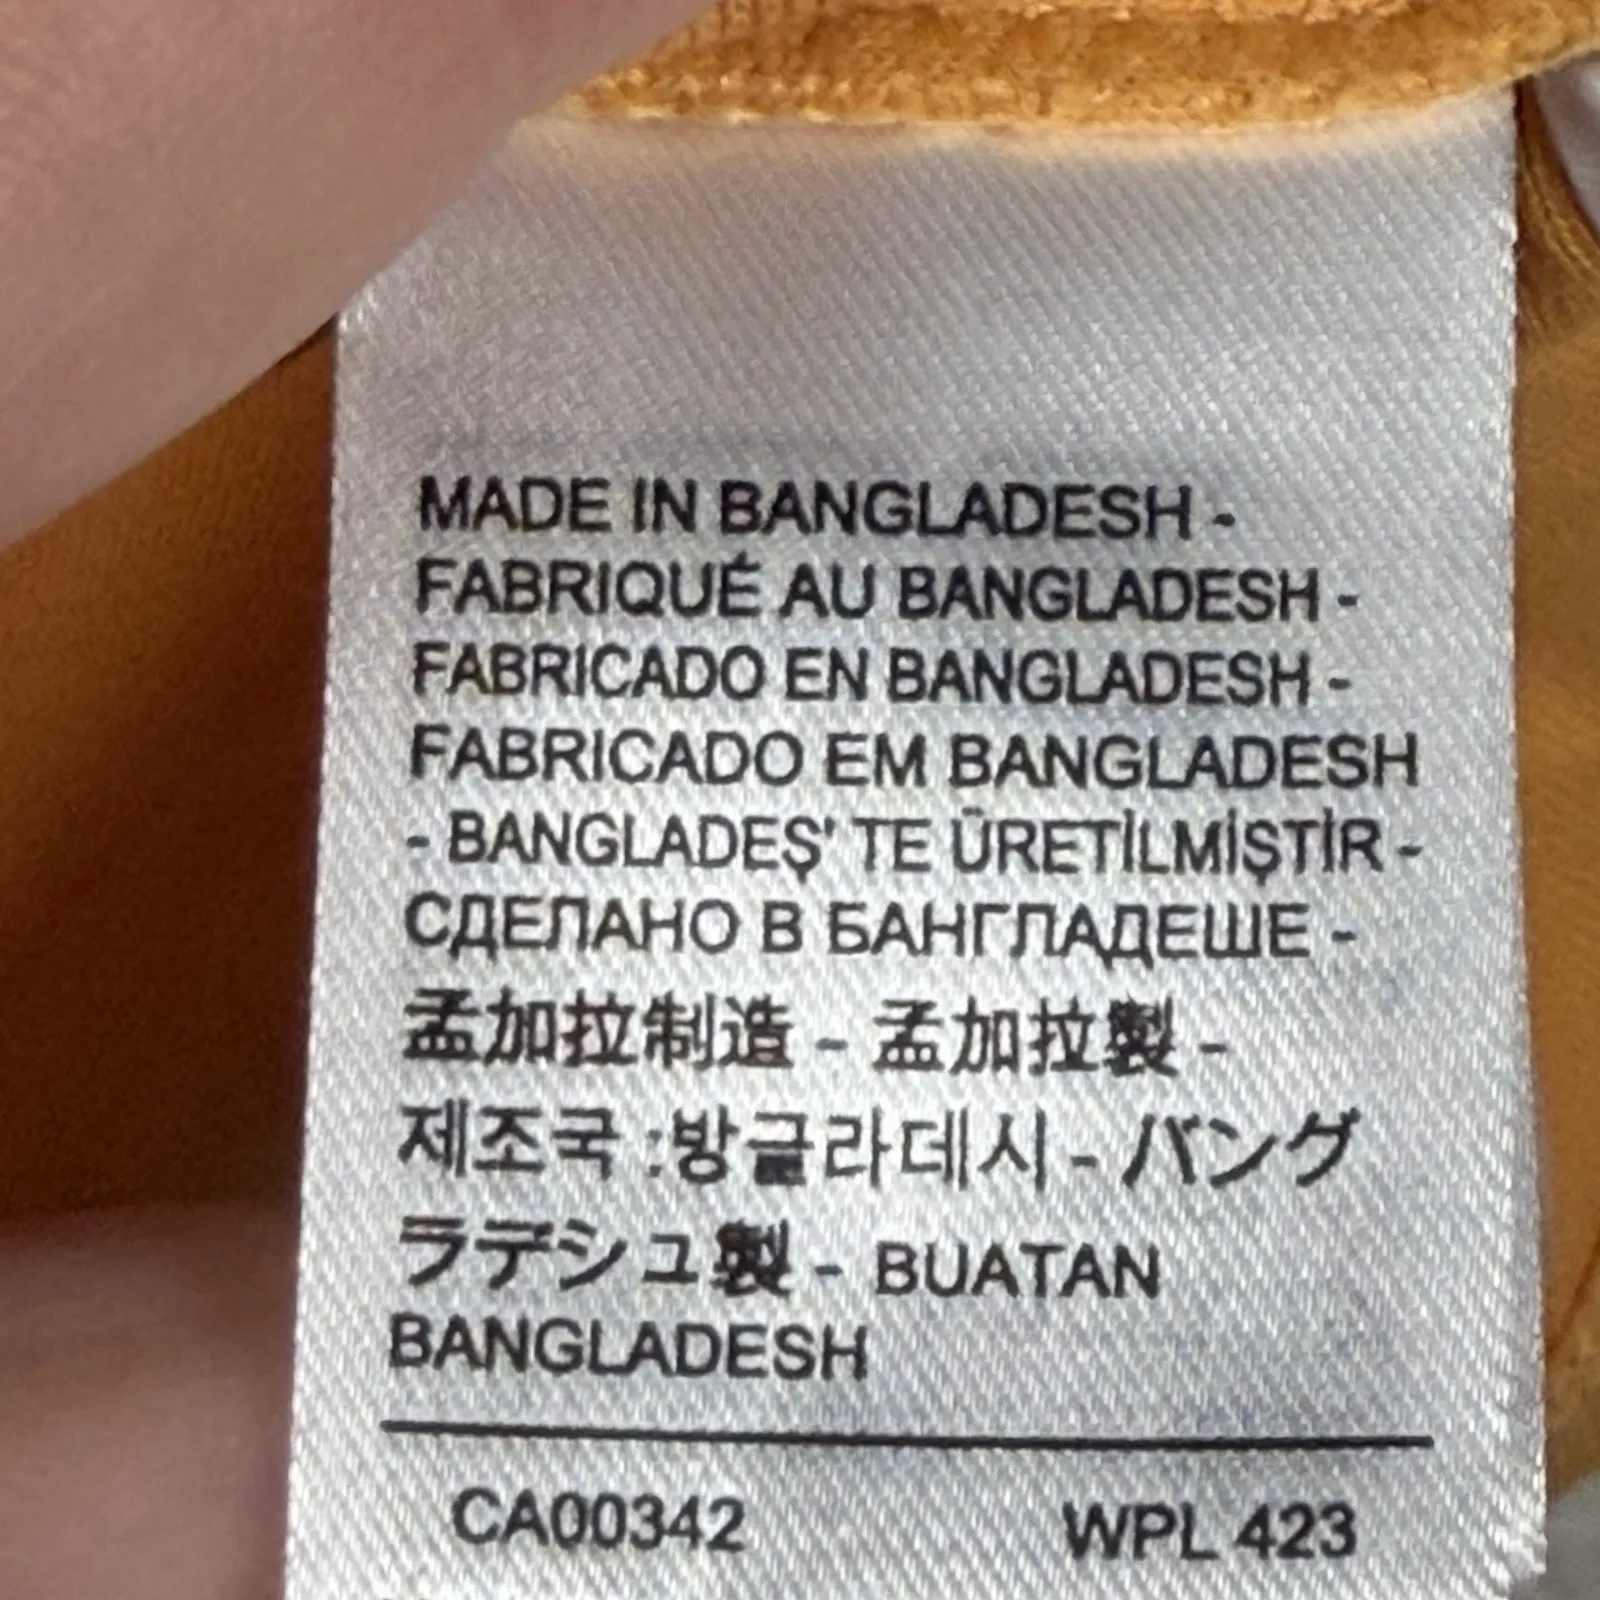 MADE IN BANGLADESH -
FABRIQUÉ AU BANGLADESH -
FABRICADO EN BANGLADESH -
FABRICADO EM BANGLADESH
- BANGLADEŞ' TE ÜRETİLMİŞTİR -
СДЕЛАНО В БАНГЛАДЕШЕ -
孟加拉制造 - 孟加拉製 -
제조국 :방글라데시 - バング
ラデシュ製 - BUATAN
BANGLADESH
CA00342 WPL 423